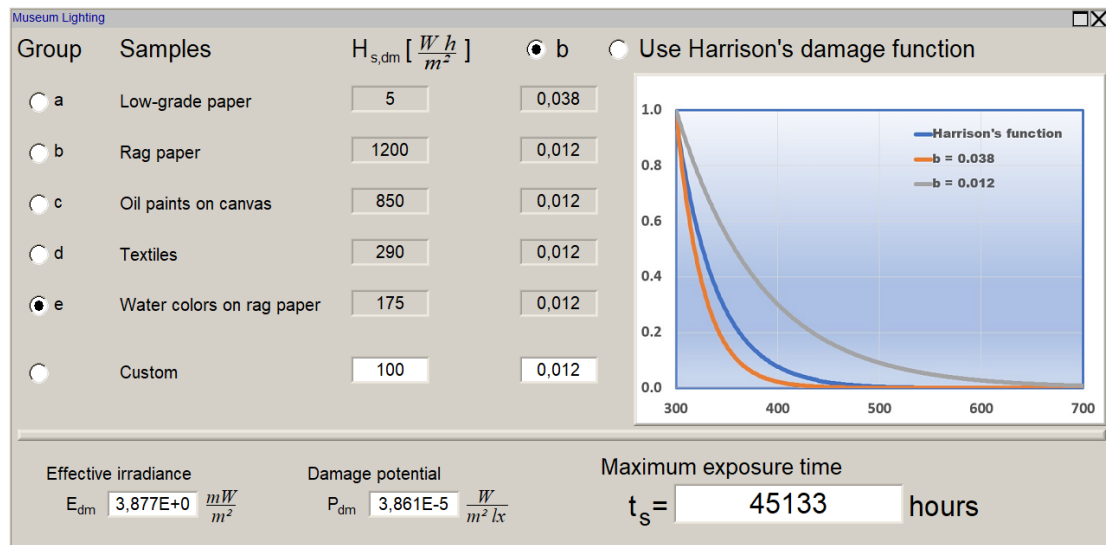 Museum Lighting
Group Samples H s,dm [ W h / m² ] b Use Harrison's damage function
a Low-grade paper 5 0,038
b Rag paper 1200 0,012
c Oil paints on canvas 850 0,012
d Textiles 290 0,012
e Water colors on rag paper 175 0,012
Custom 100 0,012
1.0
0.8
0.6
0.4
0.2
0.0
300 400 500 600 700
Harrison's function
b = 0.038
b = 0.012
Effective irradiance
E dm 3,877E+0 mW / m²
Damage potential
P dm 3,861E-5 W / m² lx
Maximum exposure time
t s = 45133 hours